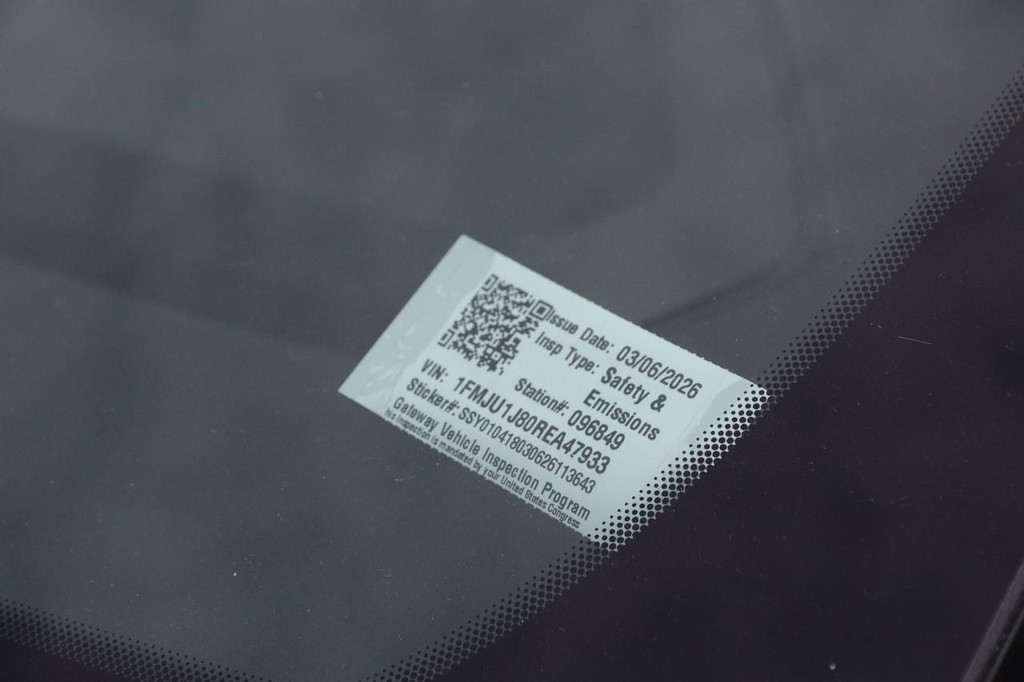 Issue Date: 03/06/2026
Insp Type: Safety &
Emissions
Station#: 096849
VIN: 1FMJU1J80REA47933
Sticker#: SSY010418030626113643
Gateway Vehicle Inspection Program
his inspection is mandated by your United States Congress